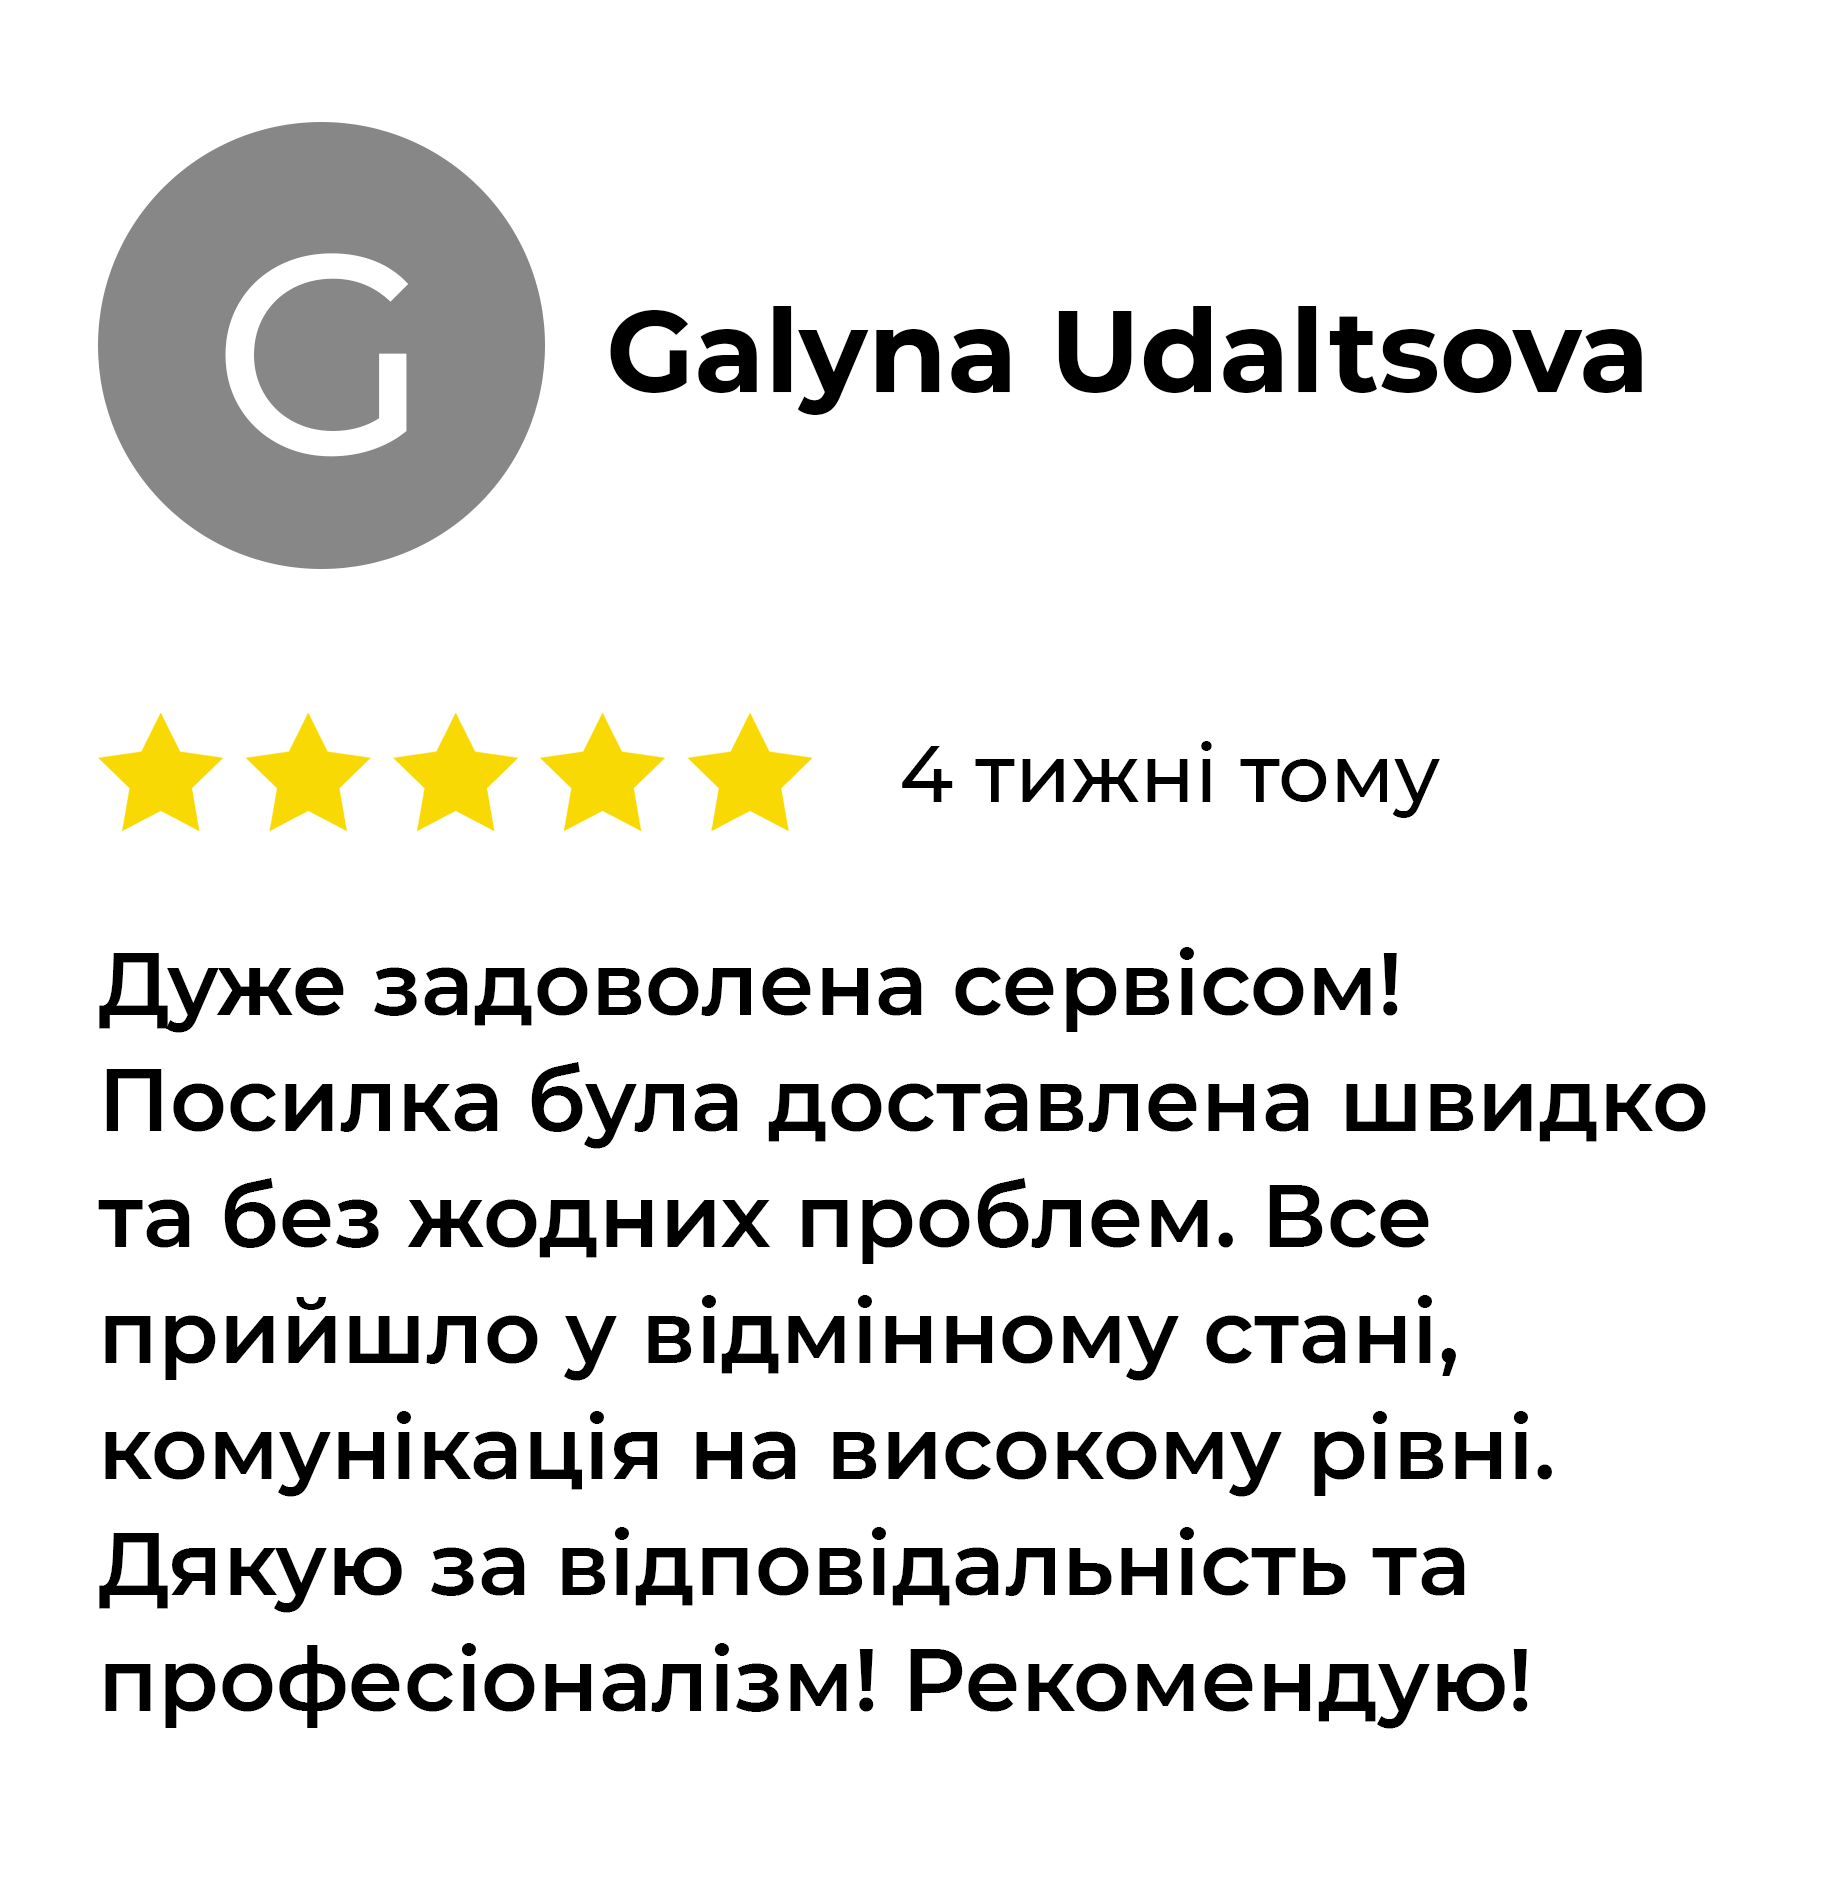 G
Galyna Udaltsova
4 тижні тому
Дуже задоволена сервісом!
Посилка була доставлена швидко
та без жодних проблем. Все
прийшло у відмінному стані,
комунікація на високому рівні.
Дякую за відповідальність та
професіоналізм! Рекомендую!